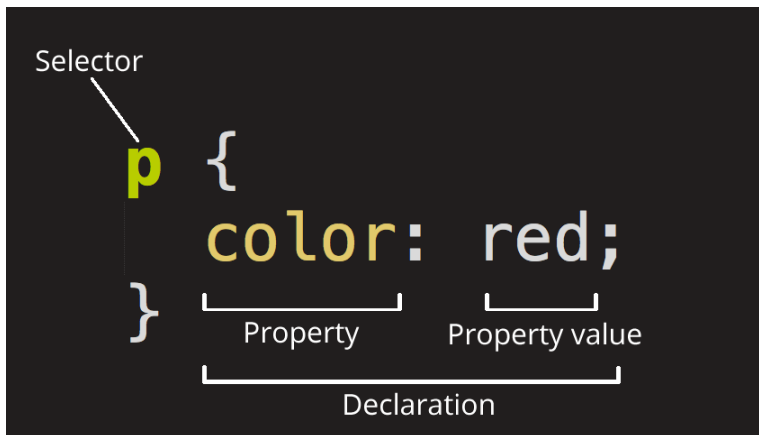 Selector
p {
color: red;
}
Property
Property value
Declaration